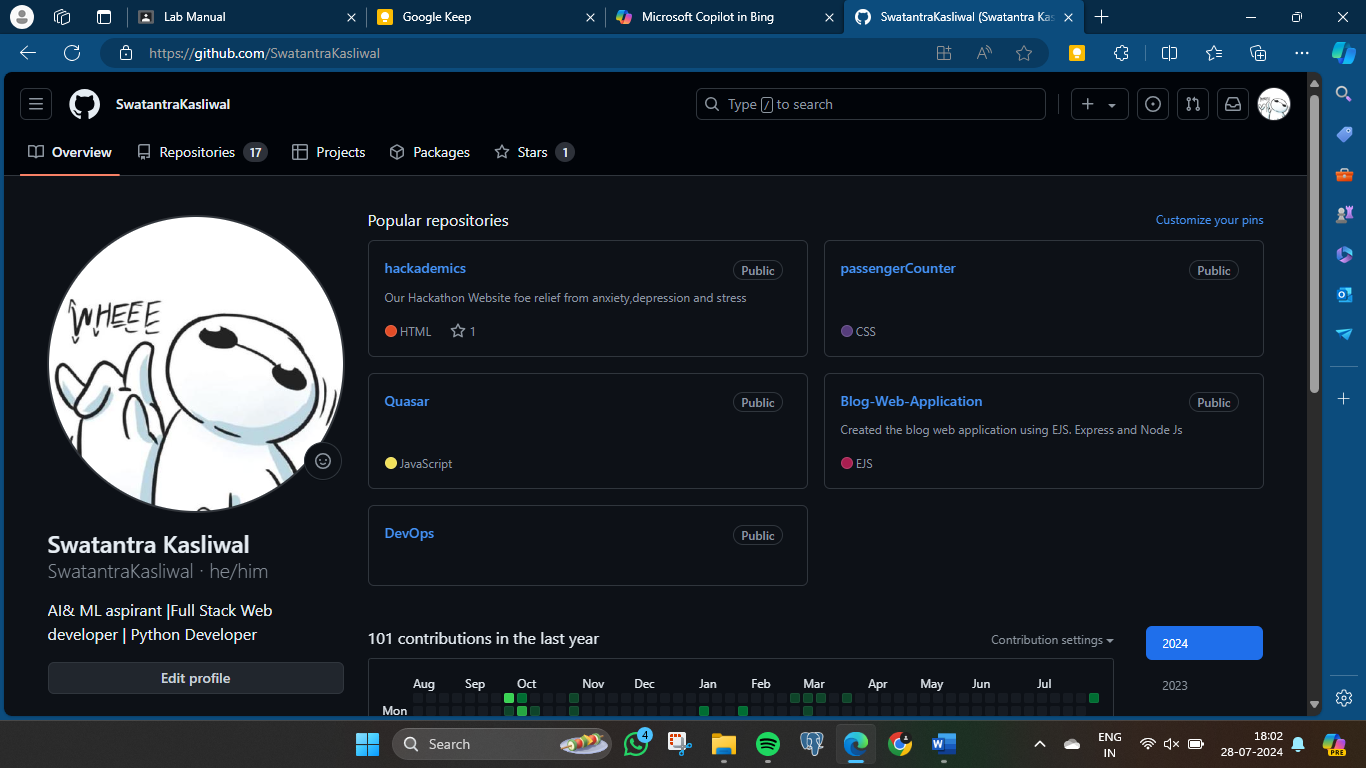 Lab Manual
Google Keep
Microsoft Copilot in Bing
SwatantraKasliwal (Swatantra Kas
https://github.com/SwatantraKasliwal
SwatantraKasliwal
Type / to search
Overview
Repositories 17
Projects
Packages
Stars 1
Popular repositories
Customize your pins
hackademics
Public
Our Hackathon Website foe relief from anxiety,depression and stress
HTML 1
passengerCounter
Public
CSS
Quasar
Public
JavaScript
Blog-Web-Application
Public
Created the blog web application using EJS. Express and Node Js
EJS
DevOps
Public
WHEEE
Swatantra Kasliwal
SwatantraKasliwal · he/him
AI& ML aspirant |Full Stack Web
developer | Python Developer
Edit profile
101 contributions in the last year
Contribution settings
2024
2023
Aug Sep Oct Nov Dec Jan Feb Mar Apr May Jun Jul
Mon
Search
4
W
ENG
IN
18:02
28-07-2024
PRE